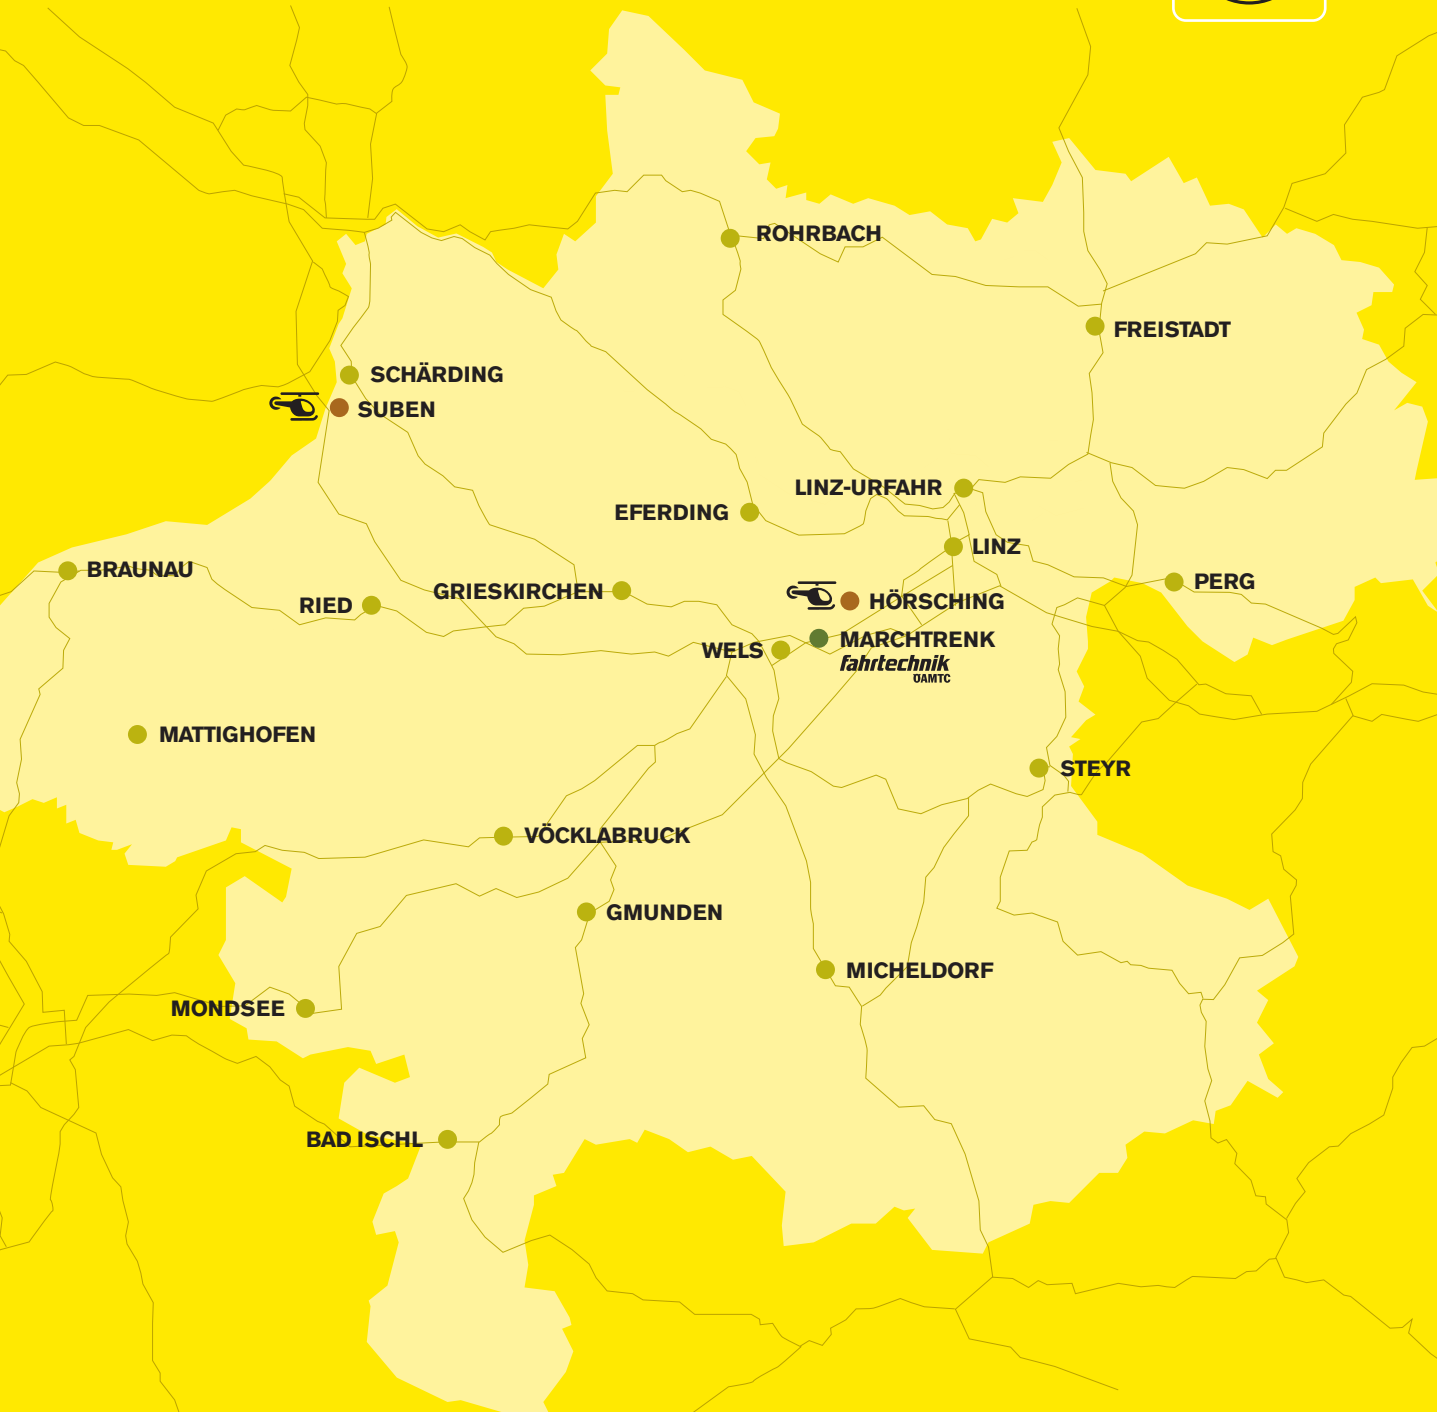 ROHRBACH
FREISTADT
SCHÄRDING
SUBEN
LINZ-URFAHR
EFERDING
LINZ
BRAUNAU
PERG
GRIESKIRCHEN
HÖRSCHING
RIED
MARCHTRENK
WELS
fahrtechnik
ÖAMTC
MATTIGHOFEN
STEYR
VÖCKLABRUCK
GMUNDEN
MICHELDORF
MONDSEE
BAD ISCHL